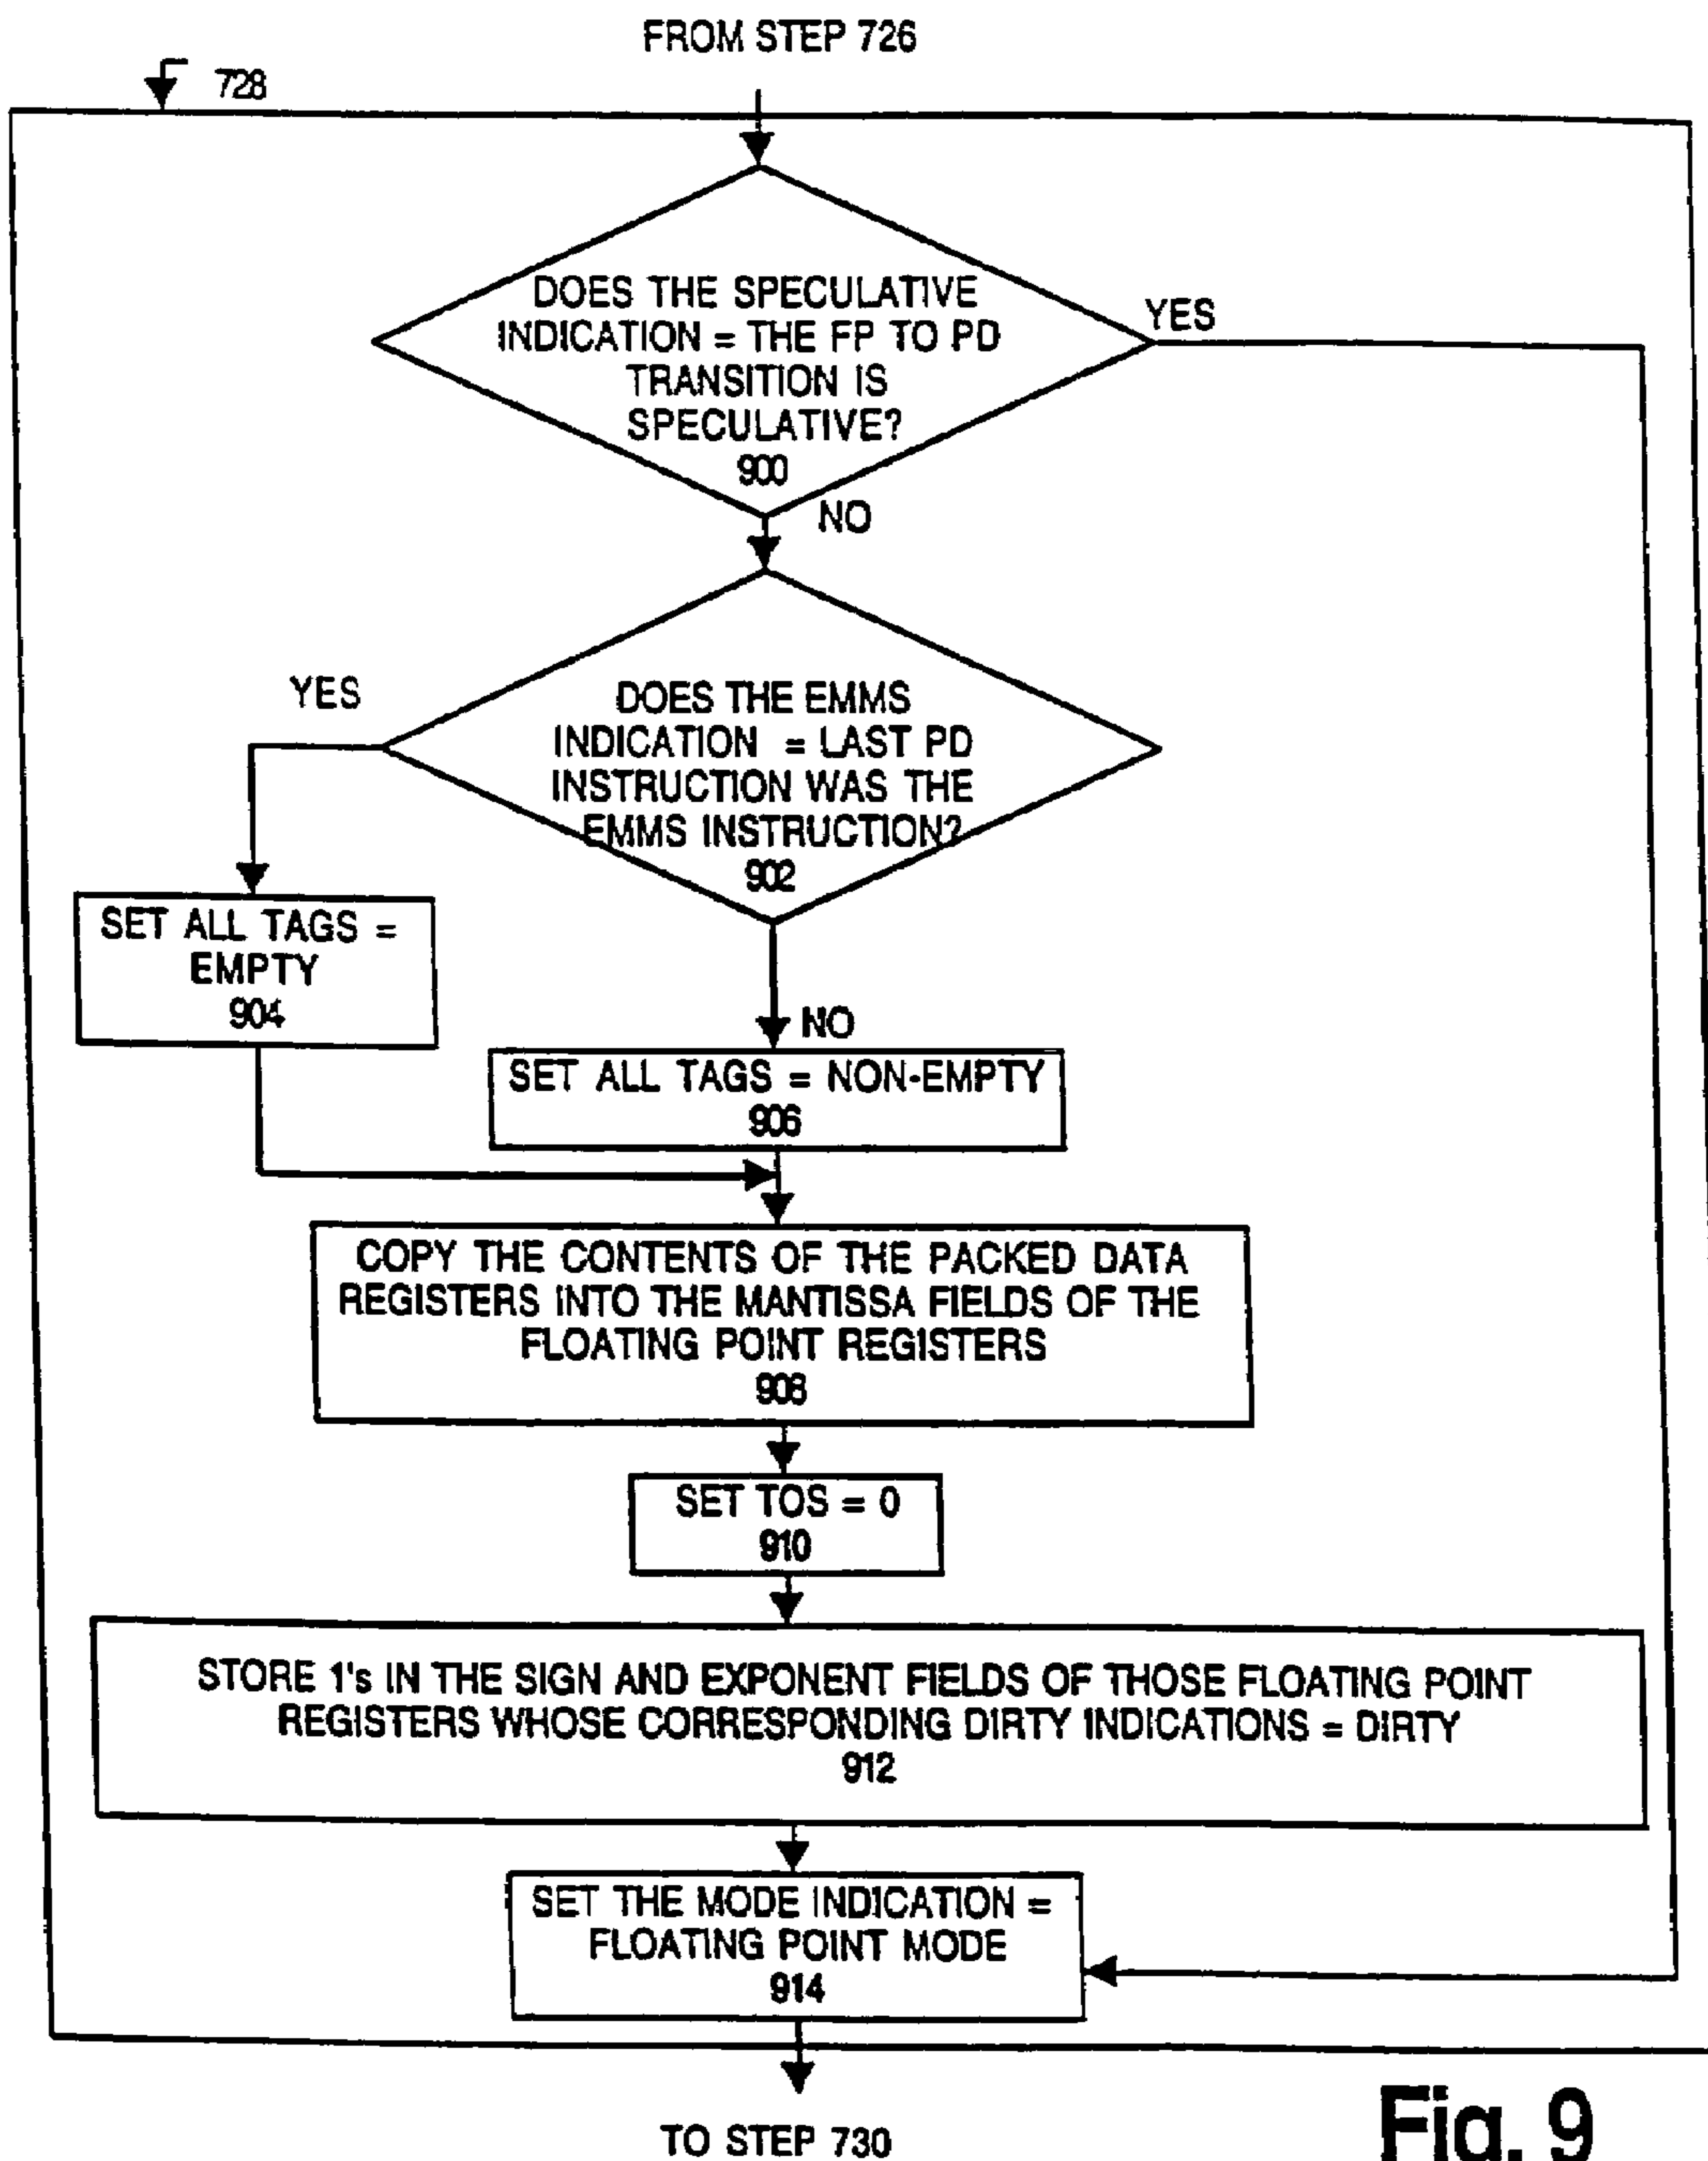 FROM STEP 726
728
DOES THE SPECULATIVE
INDICATION = THE FP TO PD
TRANSITION IS
SPECULATIVE?
900
YES
NO
DOES THE EMMS
INDICATION = LAST PD
INSTRUCTION WAS THE
EMMS INSTRUCTION?
902
YES
SET ALL TAGS =
EMPTY
904
NO
SET ALL TAGS = NON-EMPTY
906
COPY THE CONTENTS OF THE PACKED DATA
REGISTERS INTO THE MANTISSA FIELDS OF THE
FLOATING POINT REGISTERS
908
SET TOS = 0
910
STORE 1's IN THE SIGN AND EXPONENT FIELDS OF THOSE FLOATING POINT
REGISTERS WHOSE CORRESPONDING DIRTY INDICATIONS = DIRTY
912
SET THE MODE INDICATION =
FLOATING POINT MODE
914
TO STEP 730
Fig. 9